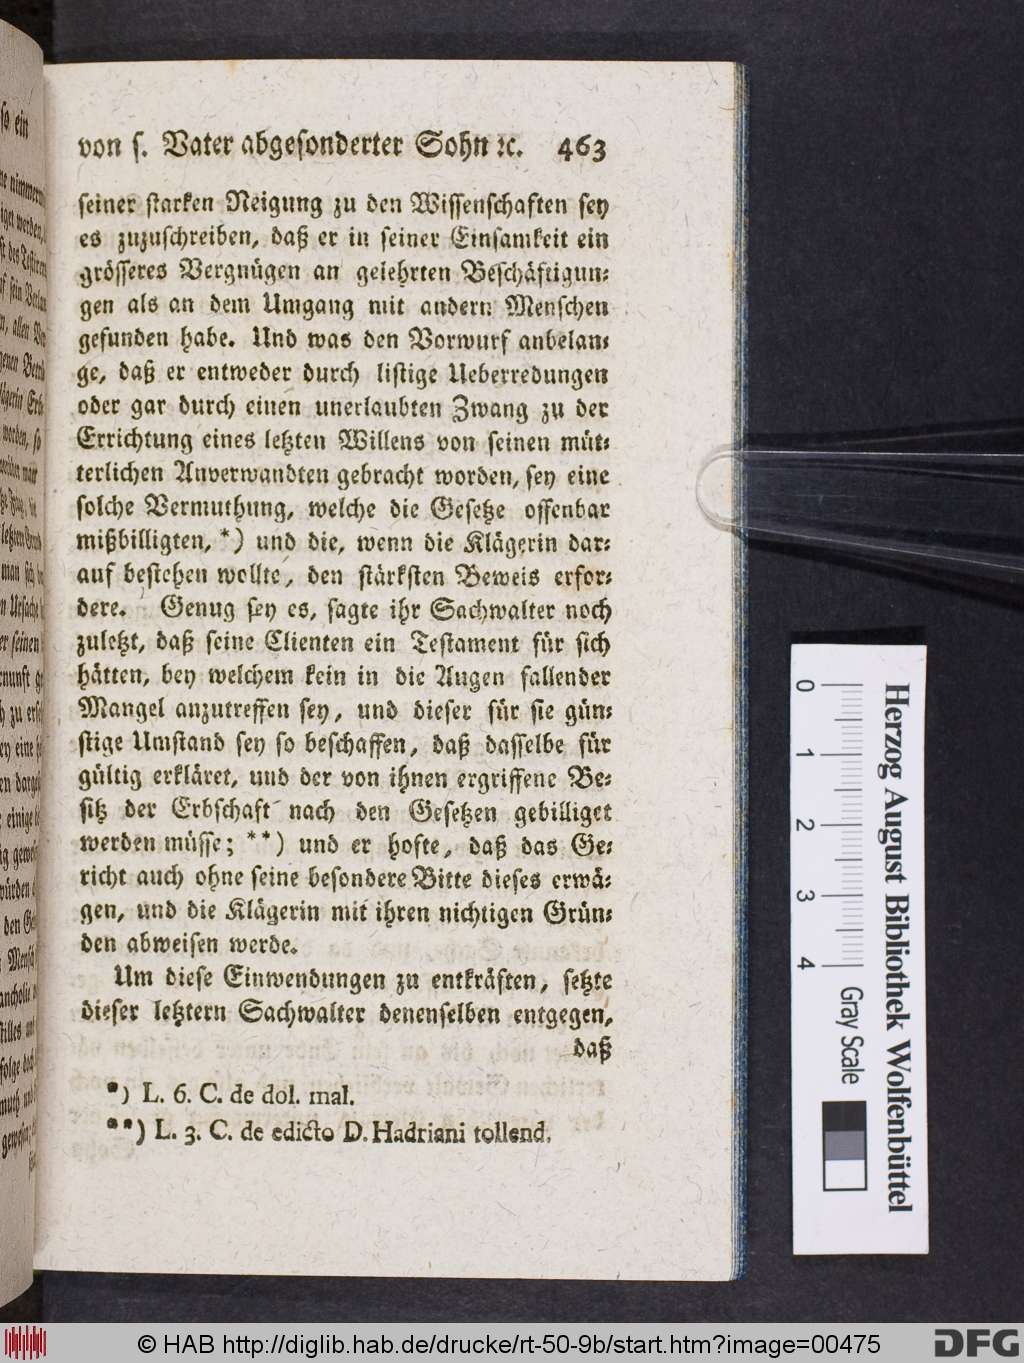 von s. Vater abgesonderter Sohn ꝛc. 463
seiner starken Neigung zu den Wissenschaften sey
es zuzuschreiben, daß er in seiner Einsamkeit ein
grösseres Vergnügen an gelehrten Beschäftigun⸗
gen als an dem Umgang mit andern Menschen
gefunden habe. Und was den Vorwurf anbelan⸗
ge, daß er entweder durch listige Ueberredungen
oder gar durch einen unerlaubten Zwang zu der
Errichtung eines letzten Willens von seinen müt⸗
terlichen Anverwandten gebracht worden, sey eine
solche Vermuthung, welche die Gesetze offenbar
mißbilligten, *) und die, wenn die Klägerin dar⸗
auf bestehen wollte, den stärksten Beweis erfor⸗
dere. Genug sey es, sagte ihr Sachwalter noch
zuletzt, daß seine Clienten ein Testament für sich
hätten, bey welchem kein in die Augen fallender
Mangel anzutreffen sey, und dieser für sie gün⸗
stige Umstand sey so beschaffen, daß dasselbe für
gültig erkläret, und der von ihnen ergriffene Be⸗
sitz der Erbschaft nach den Gesetzen gebilliget
werden müsse; **) und er hofte, daß das Ge⸗
richt auch ohne seine besondere Bitte dieses erwä⸗
gen, und die Klägerin mit ihren nichtigen Grün⸗
den abweisen werde.
Um diese Einwendungen zu entkräften, setzte
dieser letztern Sachwalter denenselben entgegen,
daß
*) L. 6. C. de dol. mal.
**) L. 3. C. de edicto D. Hadriani tollend.
Herzog August Bibliothek Wolfenbüttel
0 1 2 3 4
Gray Scale
© HAB http://diglib.hab.de/drucke/rt-50-9b/start.htm?image=00475
DFG